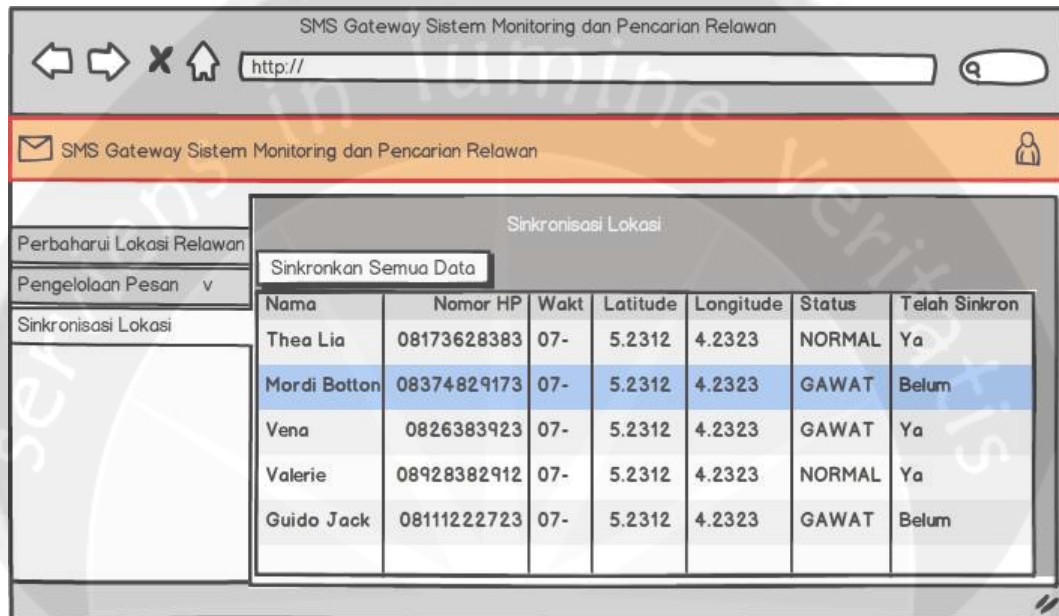 SMS Gateway Sistem Monitoring dan Pencarian Relawan
http://
SMS Gateway Sistem Monitoring dan Pencarian Relawan
Sinkronisasi Lokasi
Perbaharui Lokasi Relawan
Pengelolaan Pesan v
Sinkronisasi Lokasi
Sinkronkan Semua Data
Nama Nomor HP Wakt Latitude Longitude Status Telah Sinkron
Thea Lia 08173628383 07- 5.2312 4.2323 NORMAL Ya
Mordi Botton 08374829173 07- 5.2312 4.2323 GAWAT Belum
Vena 0826383923 07- 5.2312 4.2323 GAWAT Ya
Valerie 08928382912 07- 5.2312 4.2323 NORMAL Ya
Guido Jack 08111222723 07- 5.2312 4.2323 GAWAT Belum
serviens in lumine veritatis